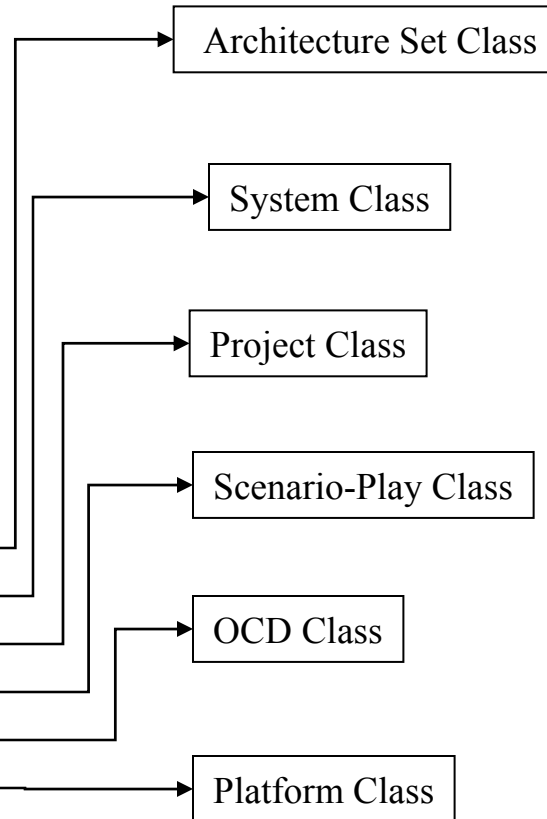 Architecture Set Class
System Class
Project Class
Scenario-Play Class
OCD Class
Platform Class